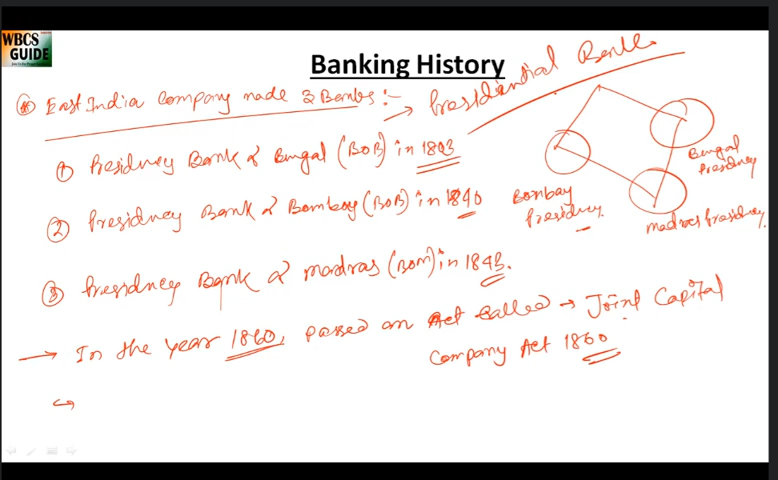 WBCS
GUIDE
Banking History
East India Company made 3 Banks :- → Presidential Banks
① Presidency Bank of Bengal (BOB) in 1803
② Presidency Bank of Bombay (BOB) in 1840
③ Presidency Bank of Madras (BOM) in 1843.
Bengal
Presidency
Bombay
Presidency
Madras Presidency
→ In the year 1860, passed an Act called → Joint Capital
Company Act 1860